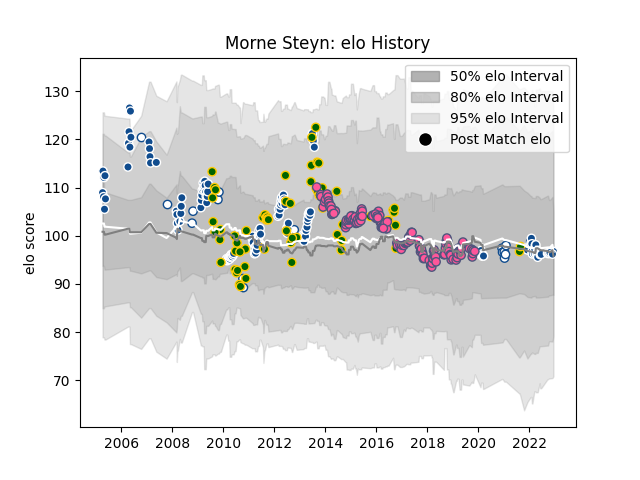 Morne Steyn: elo History
50% elo Interval
80% elo Interval
95% elo Interval
Post Match elo
elo score
130
120
110
100
90
80
70
2006 2008 2010 2012 2014 2016 2018 2020 2022